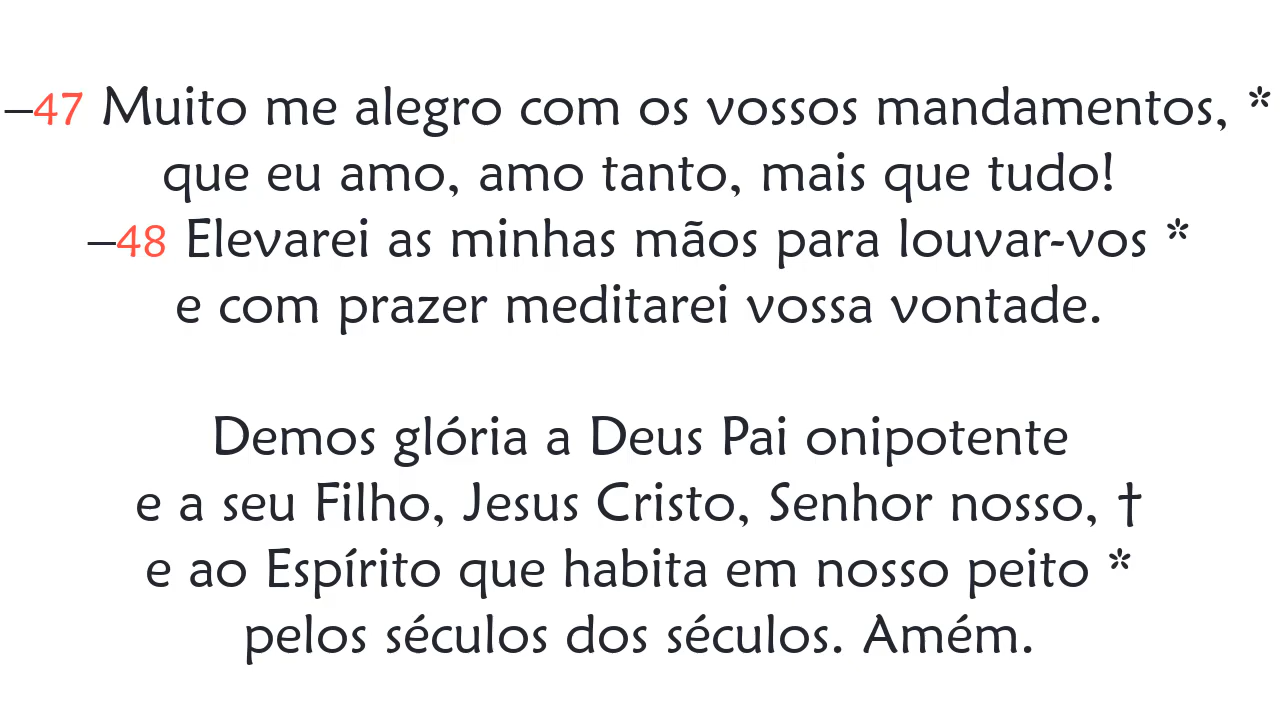 –47 Muito me alegro com os vossos mandamentos, *
que eu amo, amo tanto, mais que tudo!
–48 Elevarei as minhas mãos para louvar-vos *
e com prazer meditarei vossa vontade.
Demos glória a Deus Pai onipotente
e a seu Filho, Jesus Cristo, Senhor nosso, †
e ao Espírito que habita em nosso peito *
pelos séculos dos séculos. Amém.